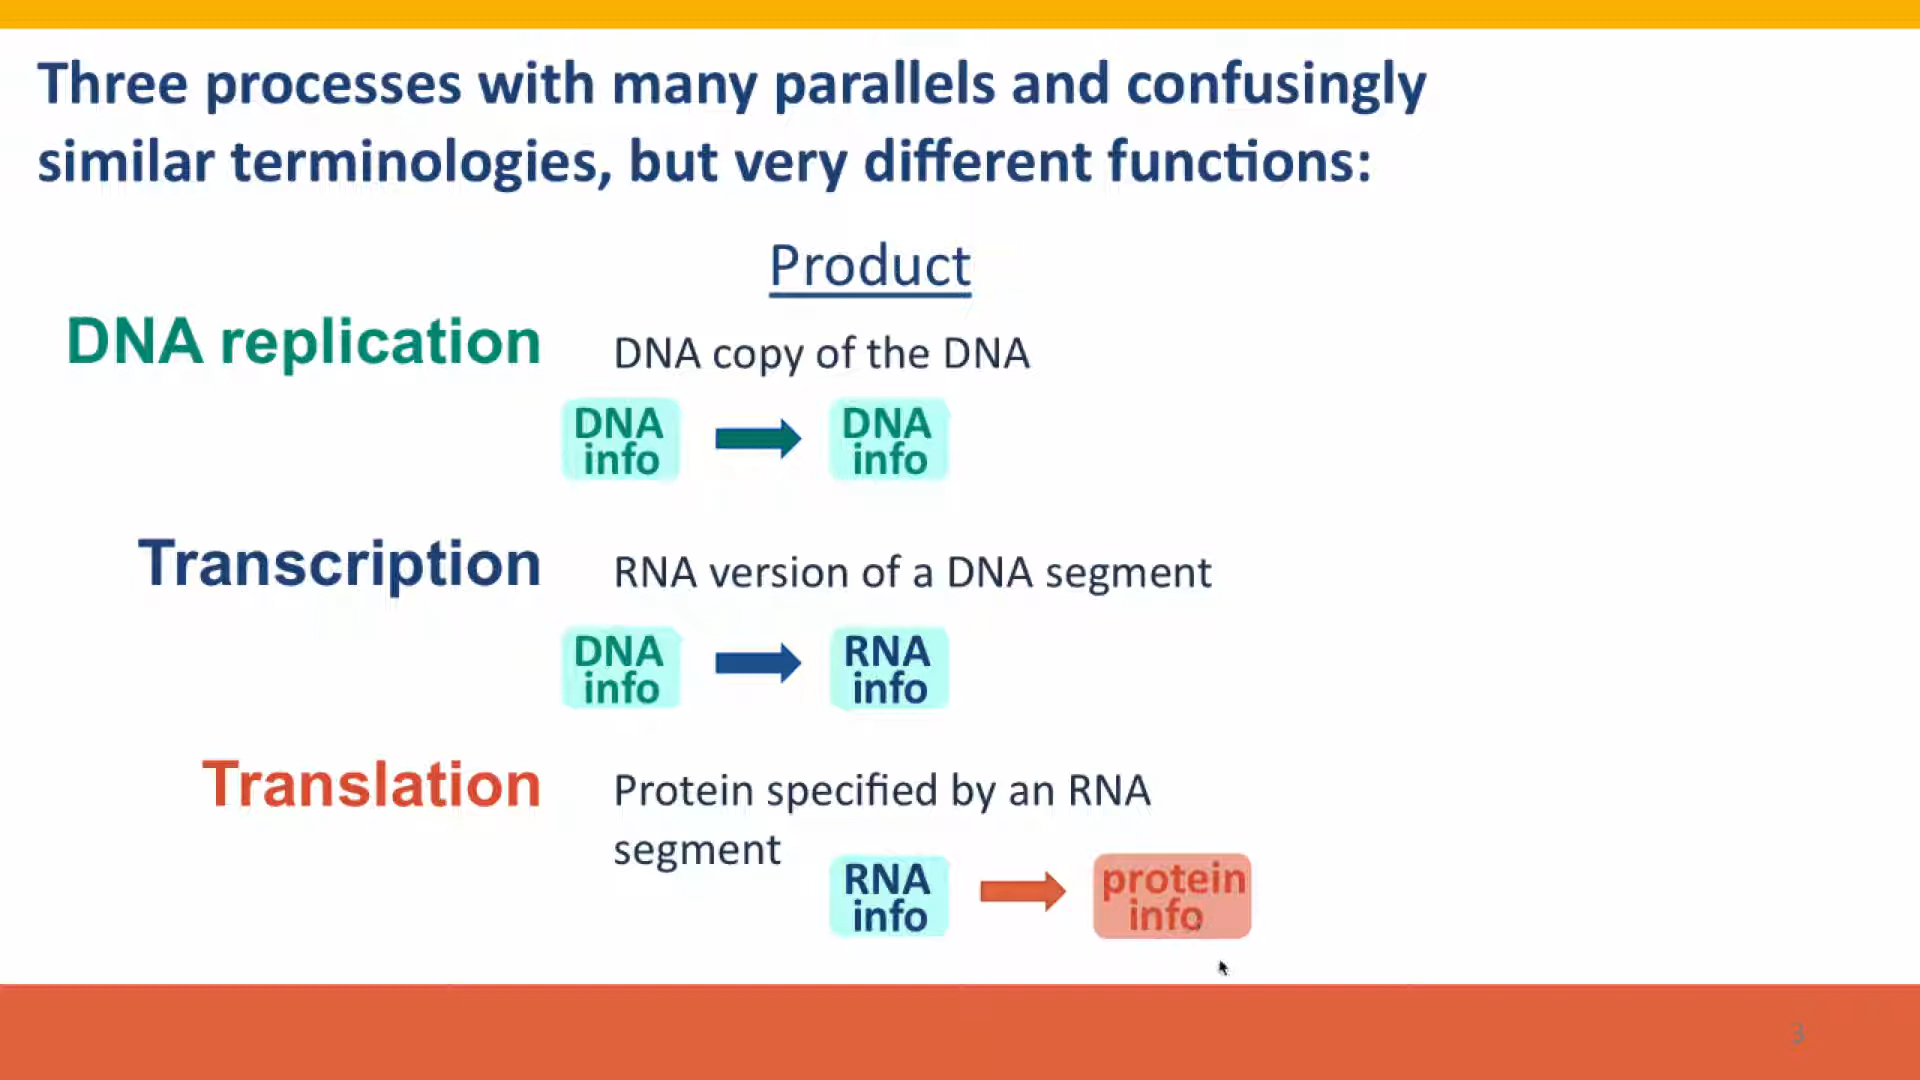 Three processes with many parallels and confusingly
similar terminologies, but very different functions:
Product
DNA replication
DNA copy of the DNA
DNA
info
DNA
info
Transcription
RNA version of a DNA segment
DNA
info
RNA
info
Translation
Protein specified by an RNA
segment
RNA
info
protein
info
3